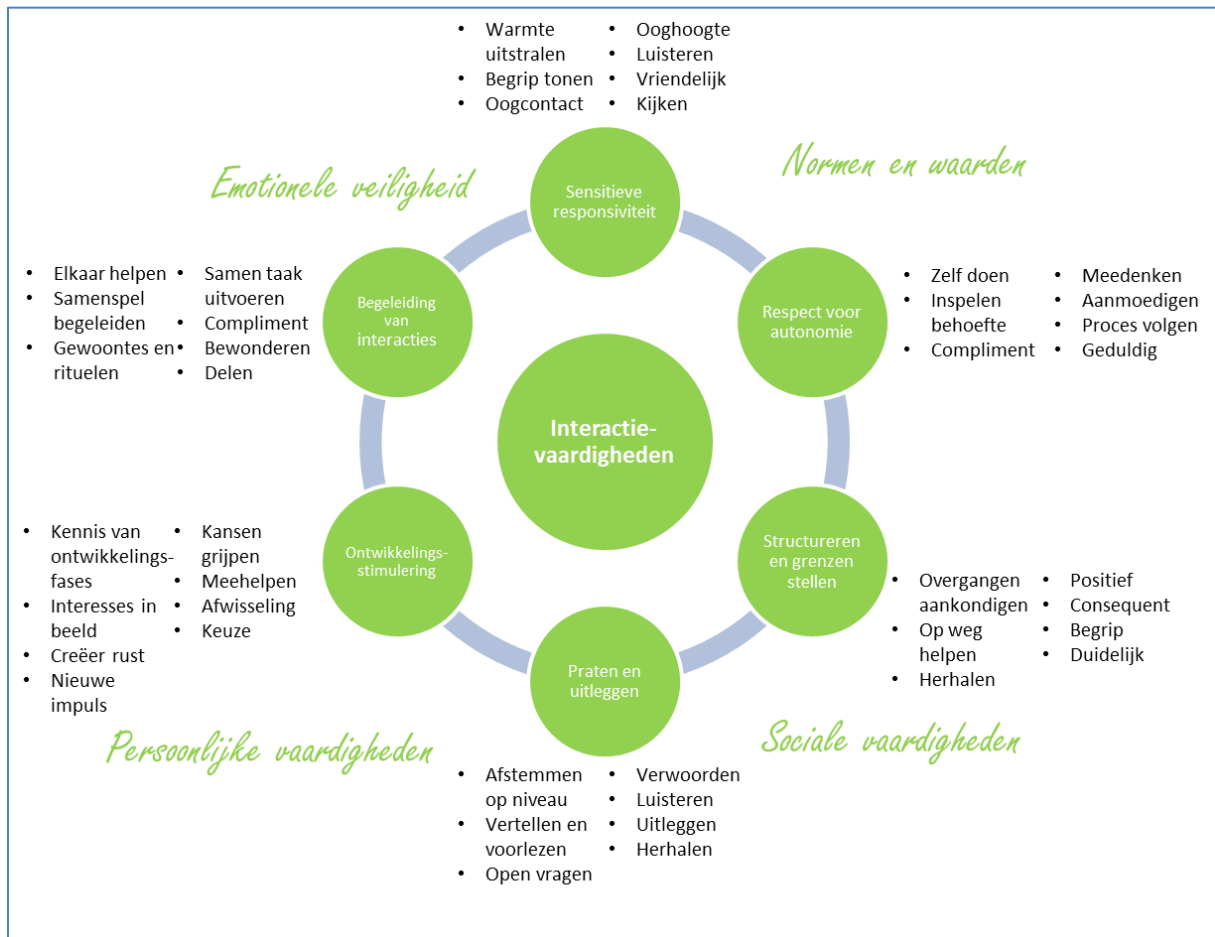 • Warmte
uitstralen
• Begrip tonen
• Oogcontact
• Ooghoogte
• Luisteren
• Vriendelijk
• Kijken
Emotionele veiligheid
Normen en waarden
Sensitieve
responsiviteit
• Elkaar helpen
• Samenspel
begeleiden
• Gewoontes en
rituelen
• Samen taak
uitvoeren
• Compliment
• Bewonderen
• Delen
Begeleiding
van
interacties
Respect voor
autonomie
• Zelf doen
• Inspelen
behoefte
• Compliment
• Meedenken
• Aanmoedigen
• Proces volgen
• Geduldig
Interactie-
vaardigheden
• Kennis van
ontwikkelings-
fases
• Interesses in
beeld
• Creëer rust
• Nieuwe
impuls
• Kansen
grijpen
• Meehelpen
• Afwisseling
• Keuze
Ontwikkelings-
stimulering
Structureren
en grenzen
stellen
• Overgangen
aankondigen
• Op weg
helpen
• Herhalen
• Positief
• Consequent
• Begrip
• Duidelijk
Praten en
uitleggen
Persoonlijke vaardigheden
Sociale vaardigheden
• Afstemmen
op niveau
• Vertellen en
voorlezen
• Open vragen
• Verwoorden
• Luisteren
• Uitleggen
• Herhalen